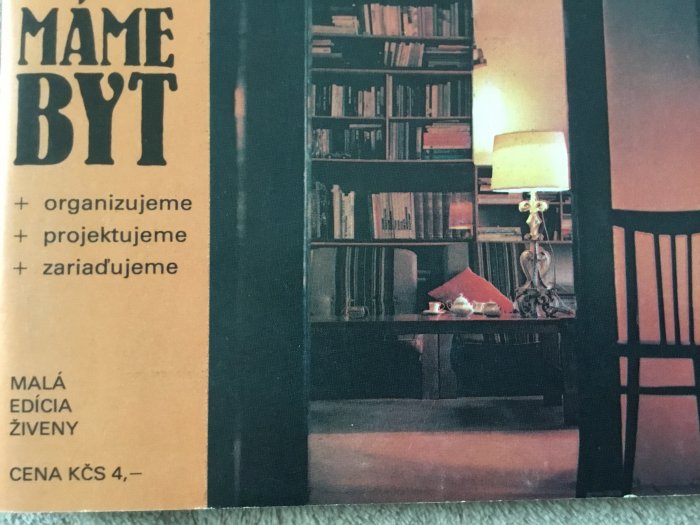 MÁME
BYT
+ organizujeme
+ projektujeme
+ zariaďujeme
MALÁ
EDÍCIA
ŽIVENY
CENA KČS 4,–